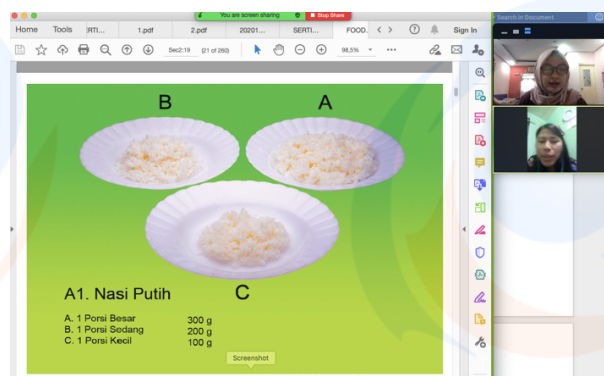 You are screen sharing
Stop Share
Search in Document
Home Tools
1.pdf
2.pdf
20201...
SERTI...
FOOD.
Sign In
Sec2:19
(21 of 260)
98,5%
B
A
C
A1. Nasi Putih
A. 1 Porsi Besar 300 g
B. 1 Porsi Sedang 200 g
C. 1 Porsi Kecil 100 g
Screenshot